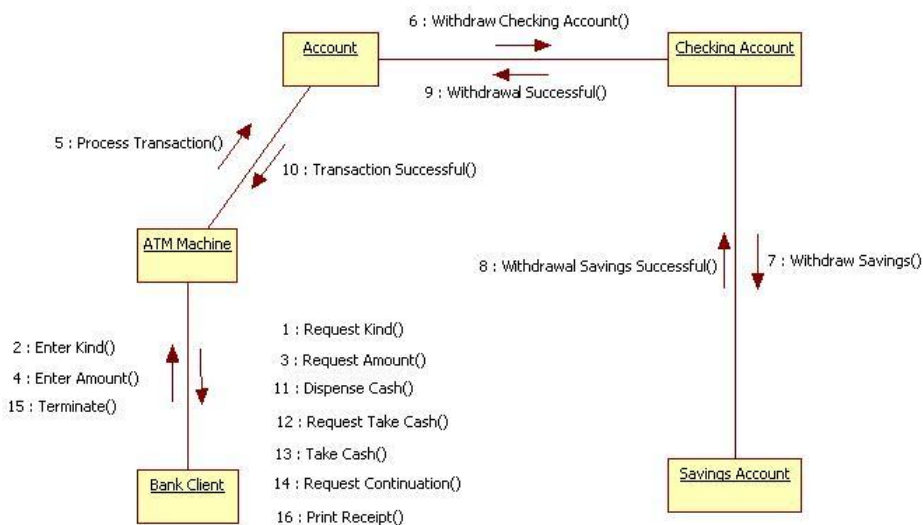 6 : Withdraw Checking Account()
Account
Checking Account
9 : Withdrawal Successful()
5 : Process Transaction()
10 : Transaction Successful()
ATM Machine
8 : Withdrawal Savings Successful()
7 : Withdraw Savings()
2 : Enter Kind()
4 : Enter Amount()
15 : Terminate()
1 : Request Kind()
3 : Request Amount()
11 : Dispense Cash()
12 : Request Take Cash()
13 : Take Cash()
14 : Request Continuation()
16 : Print Receipt()
Bank Client
Savings Account